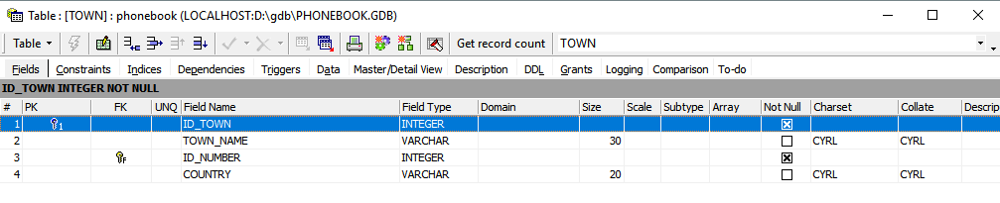 Table : [TOWN] : phonebook (LOCALHOST:D:\gdb\PHONEBOOK.GDB)
Table Get record count TOWN
Fields Constraints Indices Dependencies Triggers Data Master/Detail View Description DDL Grants Logging Comparison To-do
ID_TOWN INTEGER NOT NULL
# PK FK UNQ Field Name Field Type Domain Size Scale Subtype Array Not Null Charset Collate Descrip
1 1 ID_TOWN INTEGER
2 TOWN_NAME VARCHAR 30 CYRL CYRL
3 F ID_NUMBER INTEGER
4 COUNTRY VARCHAR 20 CYRL CYRL